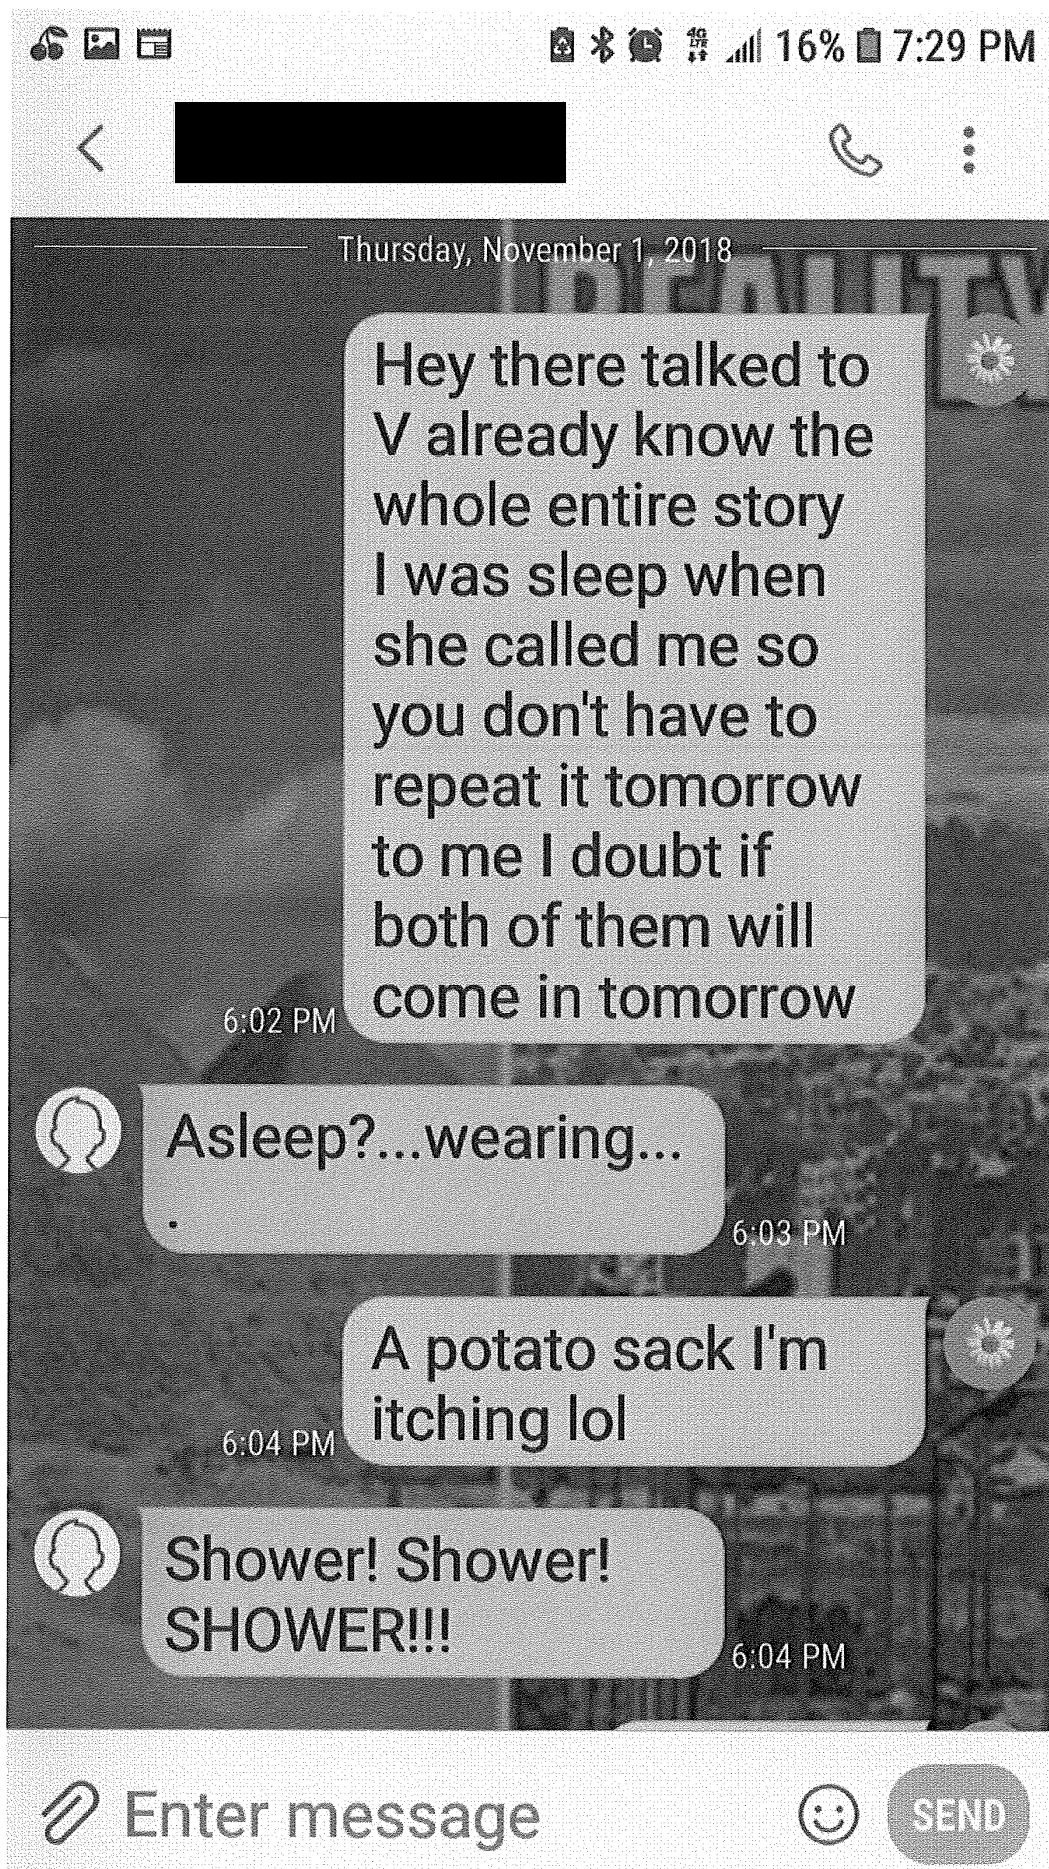 4G
LTE
16% 7:29 PM
Thursday, November 1, 2018
REALITY
Hey there talked to
V already know the
whole entire story
I was sleep when
she called me so
you don't have to
repeat it tomorrow
to me I doubt if
both of them will
come in tomorrow
6:02 PM
Asleep?...wearing...
.
6:03 PM
A potato sack I'm
itching lol
6:04 PM
Shower! Shower!
SHOWER!!!
6:04 PM
Enter message
SEND